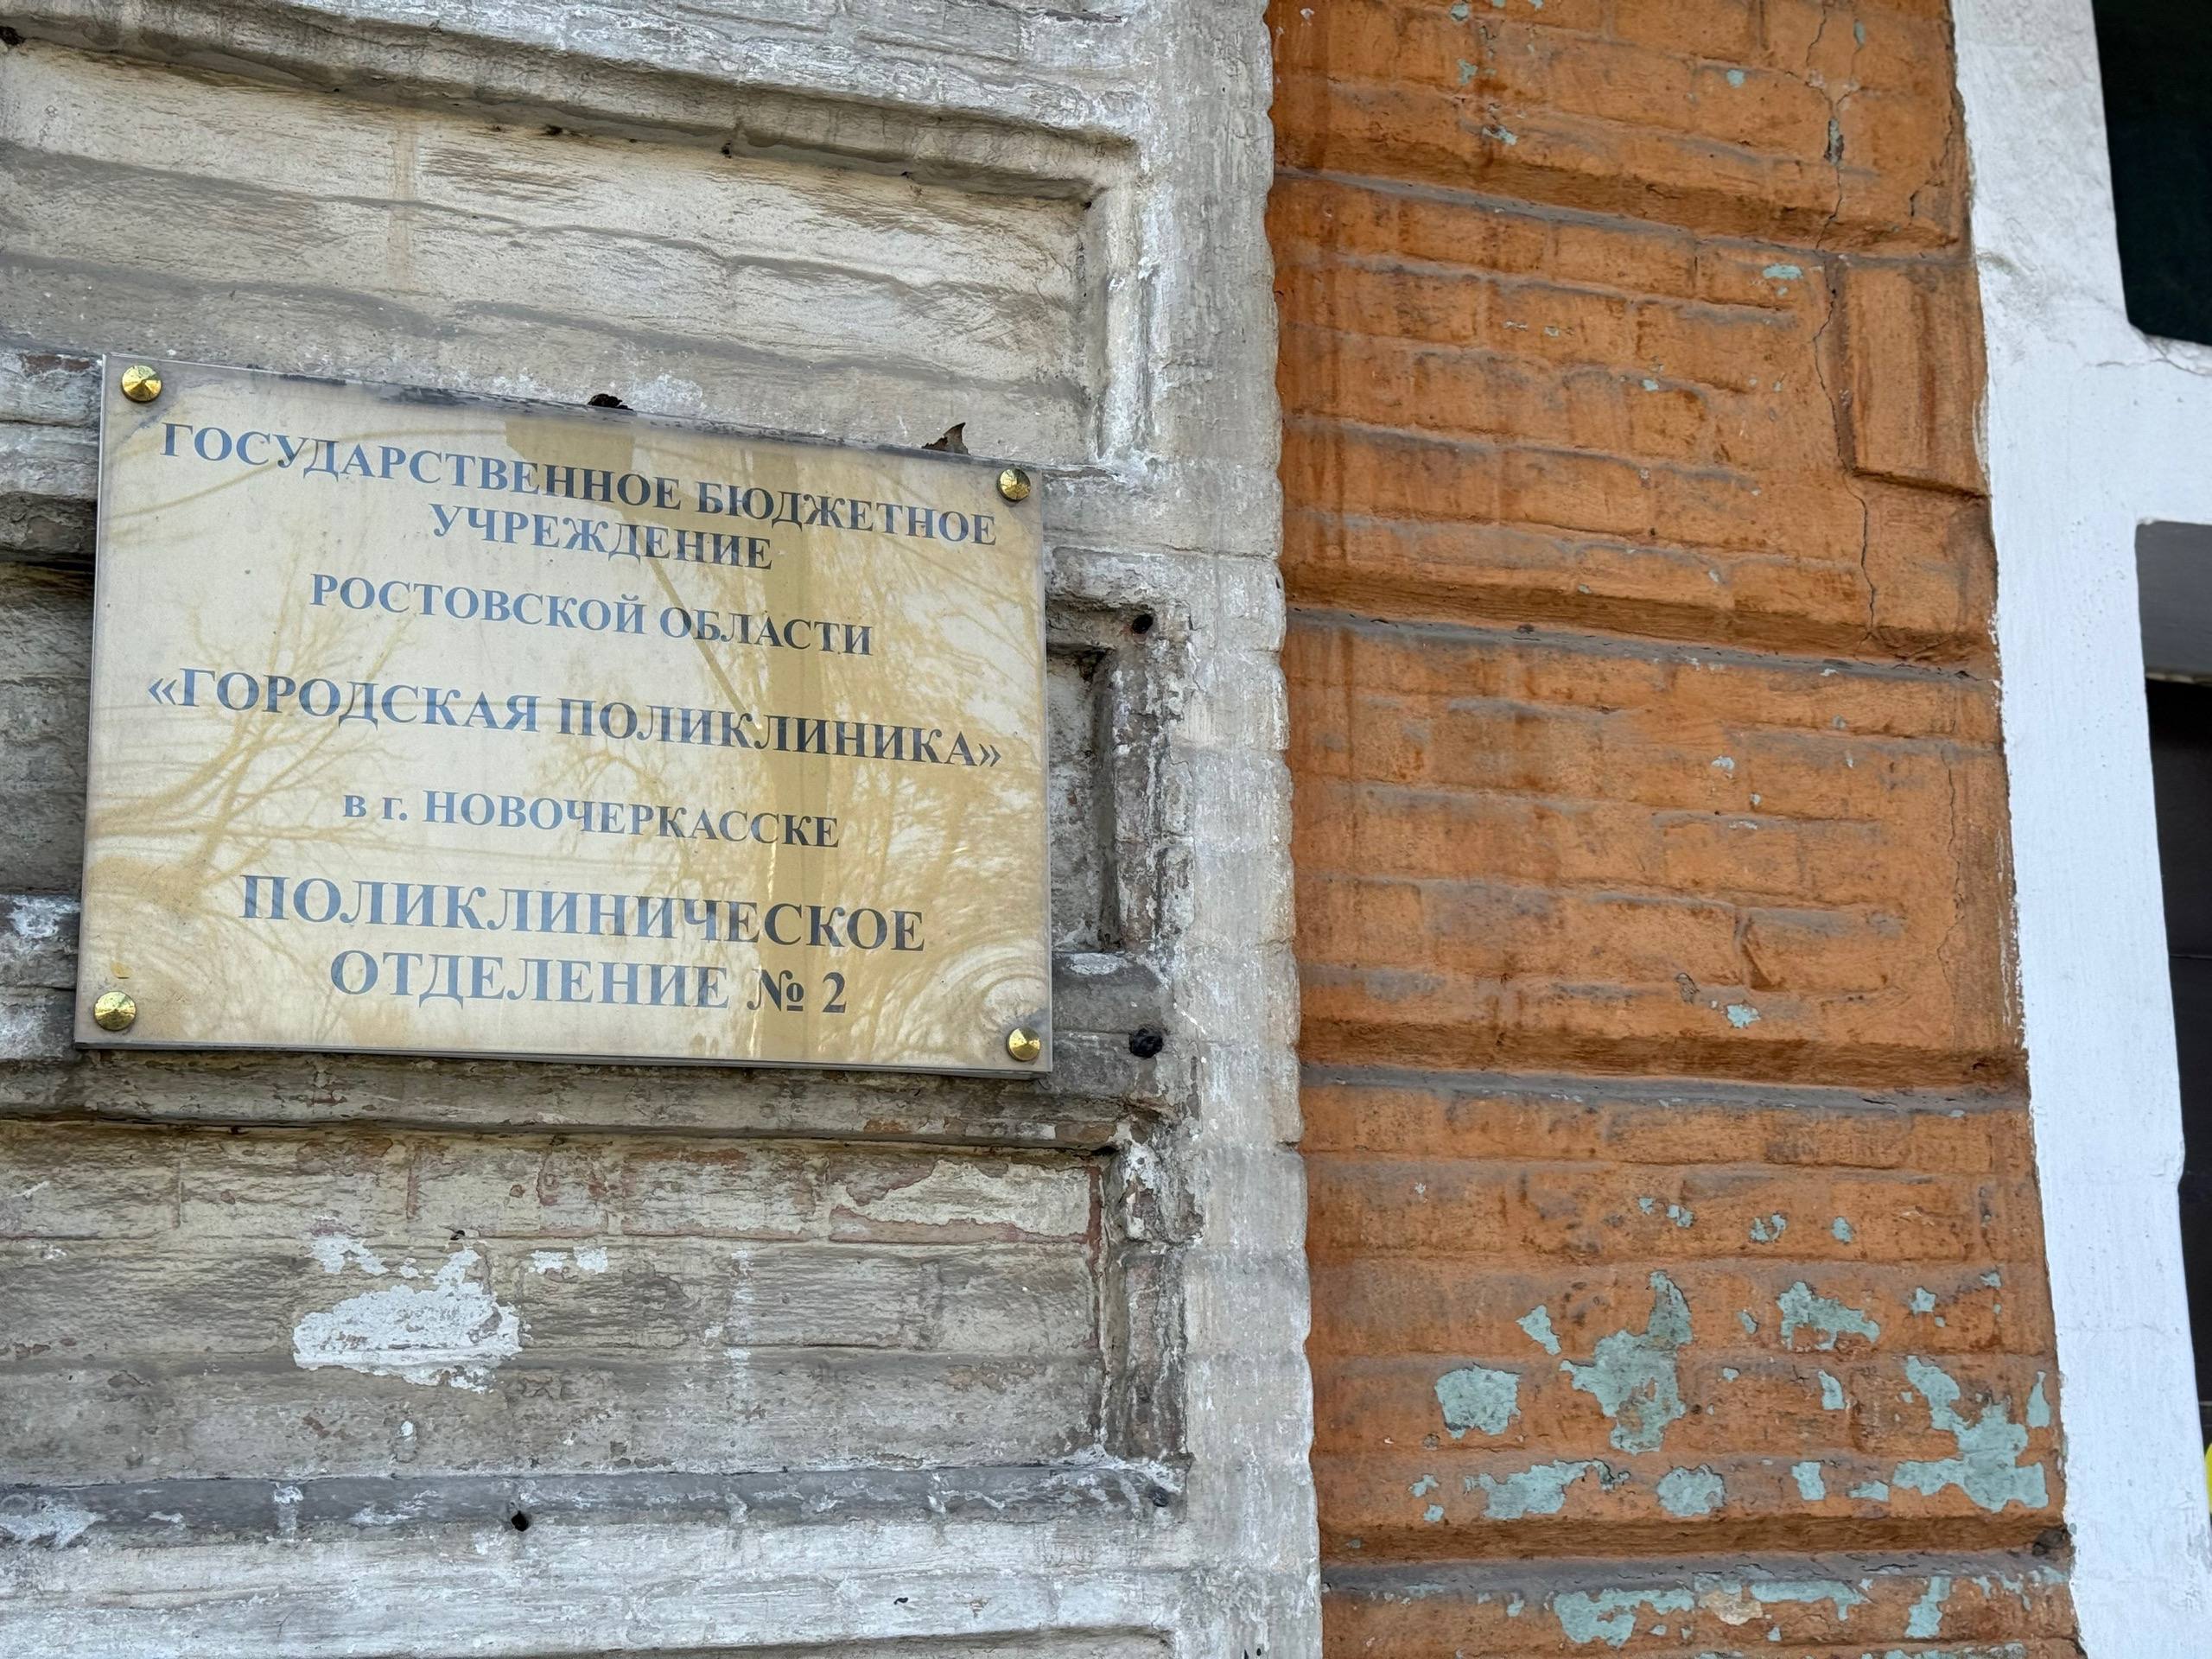 ГОСУДАРСТВЕННОЕ БЮДЖЕТНОЕ
УЧРЕЖДЕНИЕ
РОСТОВСКОЙ ОБЛАСТИ
«ГОРОДСКАЯ ПОЛИКЛИНИКА»
в г. НОВОЧЕРКАССКЕ
ПОЛИКЛИНИЧЕСКОЕ
ОТДЕЛЕНИЕ № 2